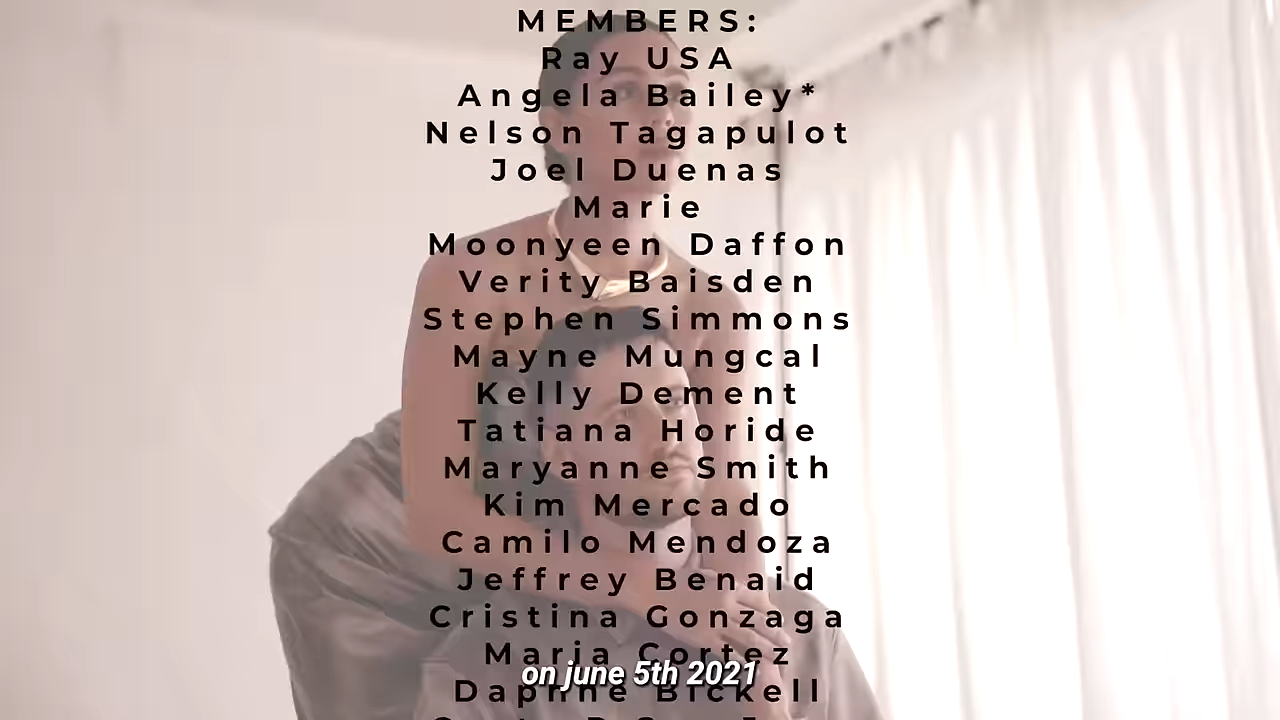 MEMBERS:
Ray USA
Angela Bailey*
Nelson Tagapulot
Joel Duenas
Marie
Moonyeen Daffon
Verity Baisden
Stephen Simmons
Mayne Mungcal
Kelly Dement
Tatiana Horide
Maryanne Smith
Kim Mercado
Camilo Mendoza
Jeffrey Benaid
Cristina Gonzaga
Maria Cortez
on june 5th 2021
Daphne Bickell